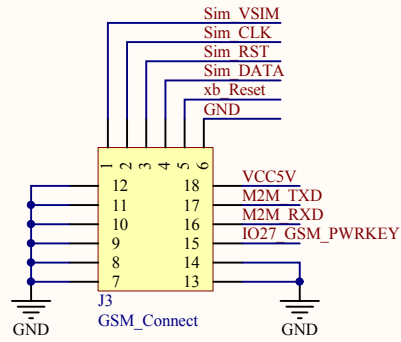 Sim_VSIM
Sim_CLK
Sim_RST
Sim_DATA
xb_Reset
GND
1 2 3 4 5 6
12 18 VCC5V
11 17 M2M_TXD
10 16 M2M_RXD
9 15 IO27_GSM_PWRKEY
8 14
7 13
J3
GSM_Connect
GND GND